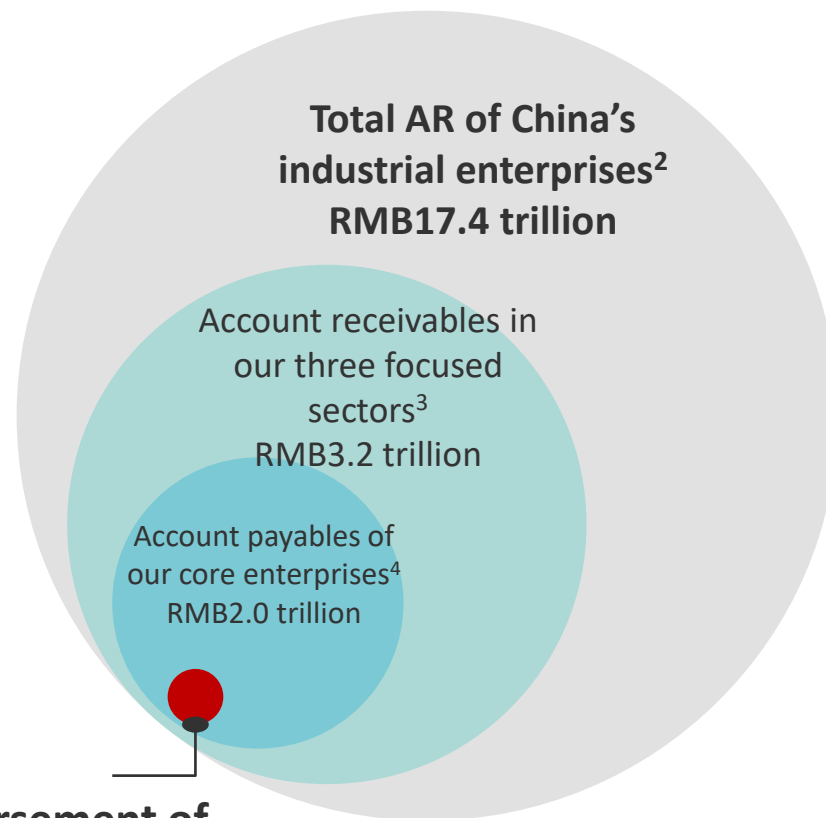 Total AR of China’s
industrial enterprises²
RMB17.4 trillion
Account receivables in
our three focused
sectors³
RMB3.2 trillion
Account payables of
our core enterprises⁴
RMB2.0 trillion
of